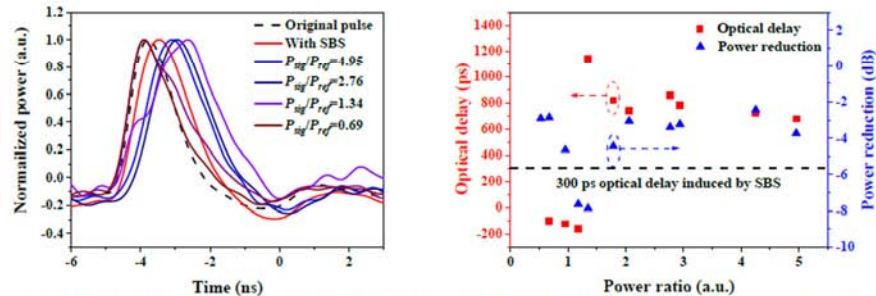 Normailzed power (a.u.)
1.0
0.8
0.6
0.4
0.2
0.0
-0.2
-0.4
-6
-4
-2
0
2
Time (ns)
Original pulse
With SBS
Psig/Pref=4.95
Psig/Pref=2.76
Psig/Pref=1.34
Psig/Pref=0.69
Optical delay (ps)
1400
1200
1000
800
600
400
200
0
-200
0
1
2
3
4
5
Power ratio (a.u.)
Optical delay
Power reduction
300 ps optical delay induced by SBS
2
0
-2
-4
-6
-8
-10
Power reduction (dB)